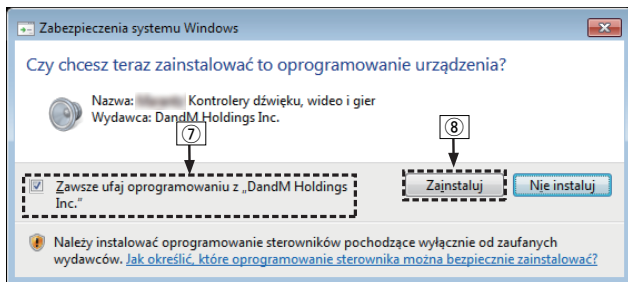 Zabezpieczenia systemu Windows
Czy chcesz teraz zainstalować to oprogramowanie urządzenia?
Nazwa: Kontrolery dźwięku, wideo i gier
Wydawca: DandM Holdings Inc.
⑦
⑧
Zawsze ufaj oprogramowaniu z „DandM Holdings
Inc.”
Zainstaluj
Nie instaluj
Należy instalować oprogramowanie sterowników pochodzące wyłącznie od zaufanych
wydawców. Jak określić, które oprogramowanie sterownika można bezpiecznie zainstalować?